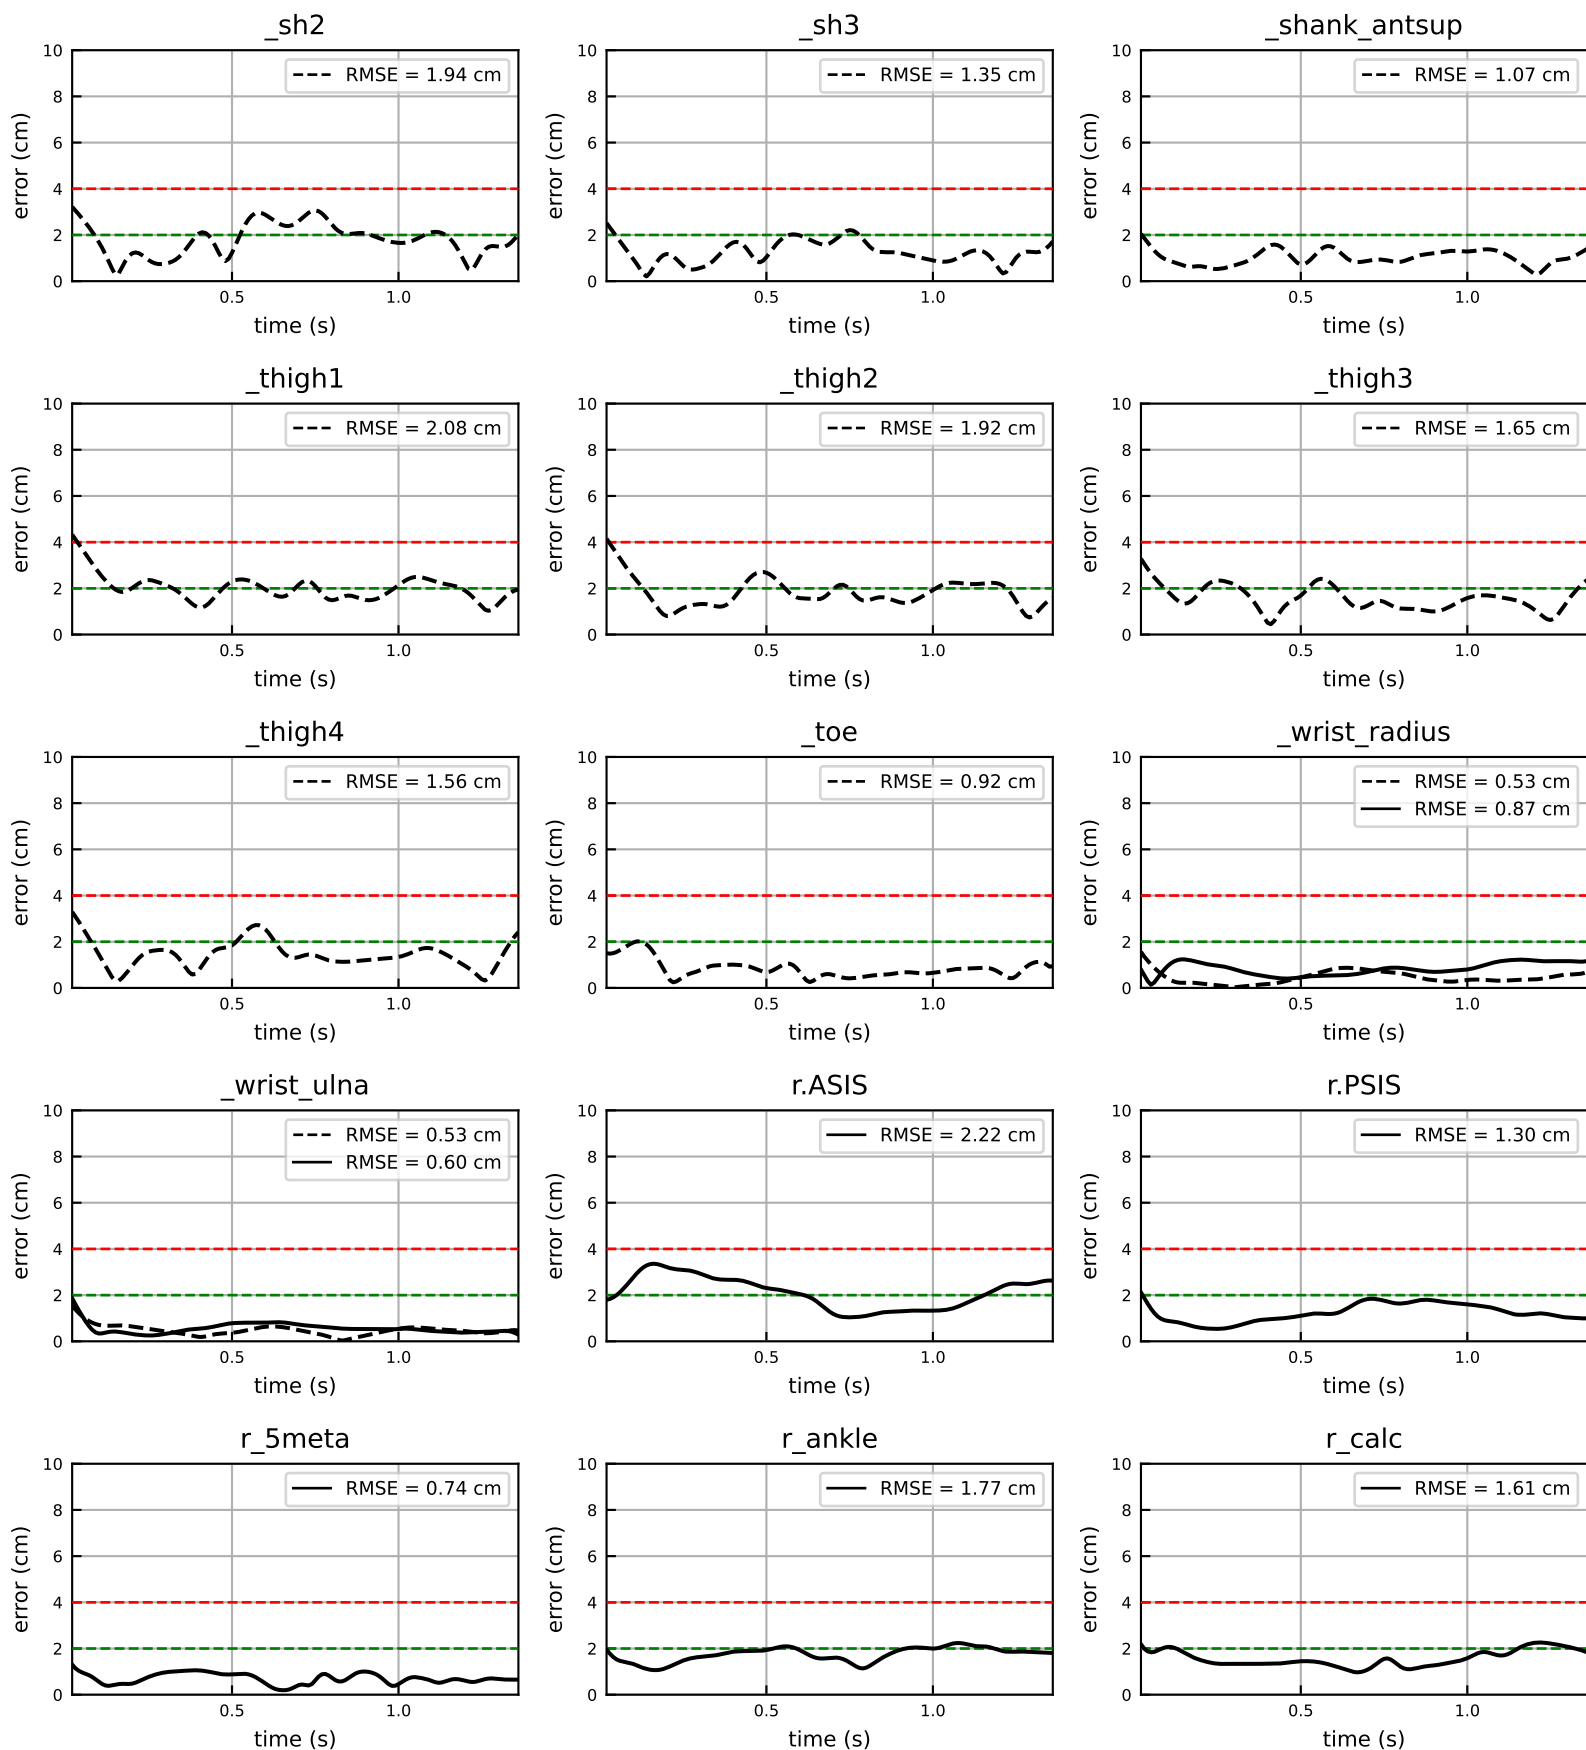 _sh2
10
8
6
4
2
0
error (cm)
RMSE = 1.94 cm
0.5
1.0
time (s)
_sh3
10
8
6
4
2
0
error (cm)
RMSE = 1.35 cm
0.5
1.0
time (s)
_shank_antsup
10
8
6
4
2
0
error (cm)
RMSE = 1.07 cm
0.5
1.0
time (s)
_thigh1
10
8
6
4
2
0
error (cm)
RMSE = 2.08 cm
0.5
1.0
time (s)
_thigh2
10
8
6
4
2
0
error (cm)
RMSE = 1.92 cm
0.5
1.0
time (s)
_thigh3
10
8
6
4
2
0
error (cm)
RMSE = 1.65 cm
0.5
1.0
time (s)
_thigh4
10
8
6
4
2
0
error (cm)
RMSE = 1.56 cm
0.5
1.0
time (s)
_toe
10
8
6
4
2
0
error (cm)
RMSE = 0.92 cm
0.5
1.0
time (s)
_wrist_radius
10
8
6
4
2
0
error (cm)
RMSE = 0.53 cm
RMSE = 0.87 cm
0.5
1.0
time (s)
_wrist_ulna
10
8
6
4
2
0
error (cm)
RMSE = 0.53 cm
RMSE = 0.60 cm
0.5
1.0
time (s)
r.ASIS
10
8
6
4
2
0
error (cm)
RMSE = 2.22 cm
0.5
1.0
time (s)
r.PSIS
10
8
6
4
2
0
error (cm)
RMSE = 1.30 cm
0.5
1.0
time (s)
r_5meta
10
8
6
4
2
0
error (cm)
RMSE = 0.74 cm
0.5
1.0
time (s)
r_ankle
10
8
6
4
2
0
error (cm)
RMSE = 1.77 cm
0.5
1.0
time (s)
r_calc
10
8
6
4
2
0
error (cm)
RMSE = 1.61 cm
0.5
1.0
time (s)